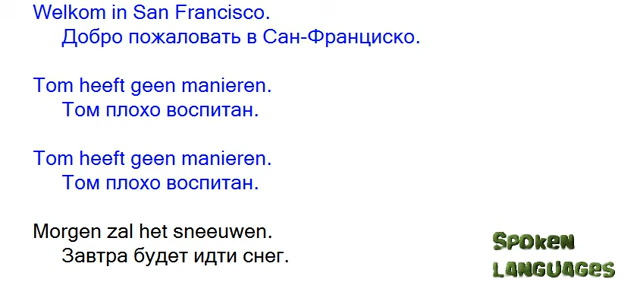 Welkom in San Francisco.
Добро пожаловать в Сан-Франциско.
Tom heeft geen manieren.
Том плохо воспитан.
Tom heeft geen manieren.
Том плохо воспитан.
Morgen zal het sneeuwen.
Завтра будет идти снег.
Spoken
Languages